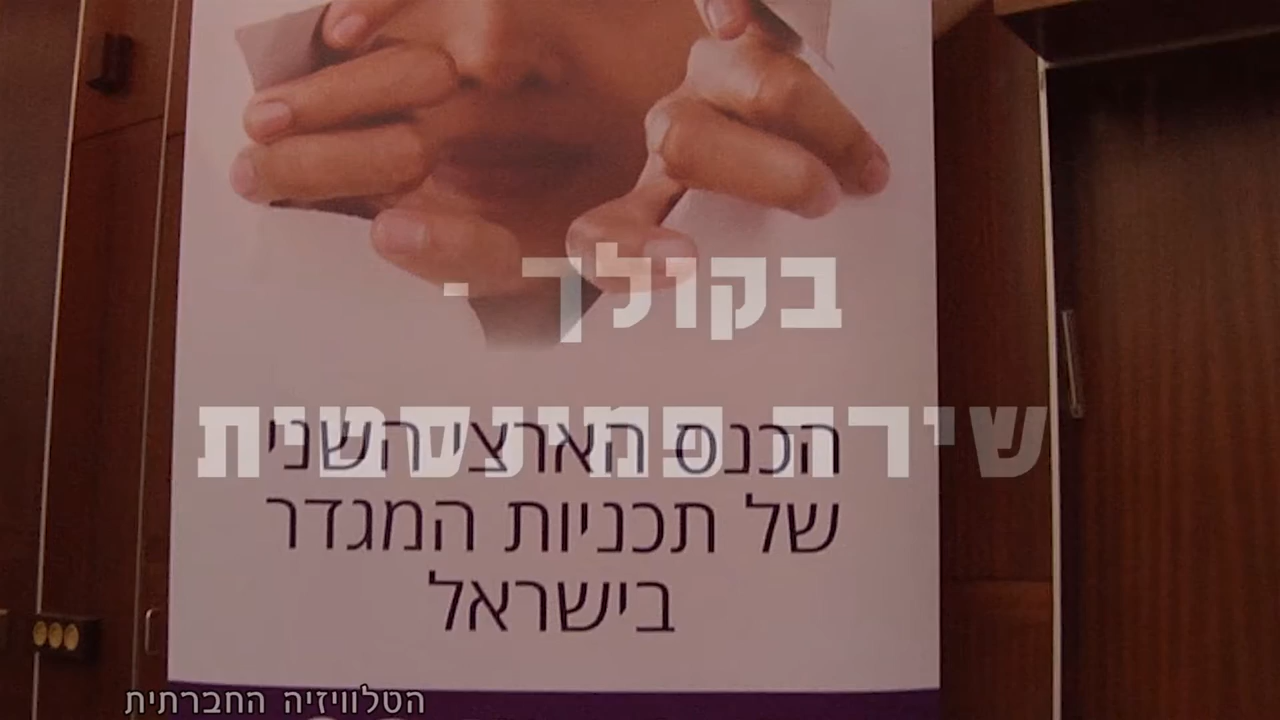 בקולך -
שירה פמיניסטית
הכנס הארצי השני
של תכניות המגדר
בישראל
הטלוויזיה החברתית